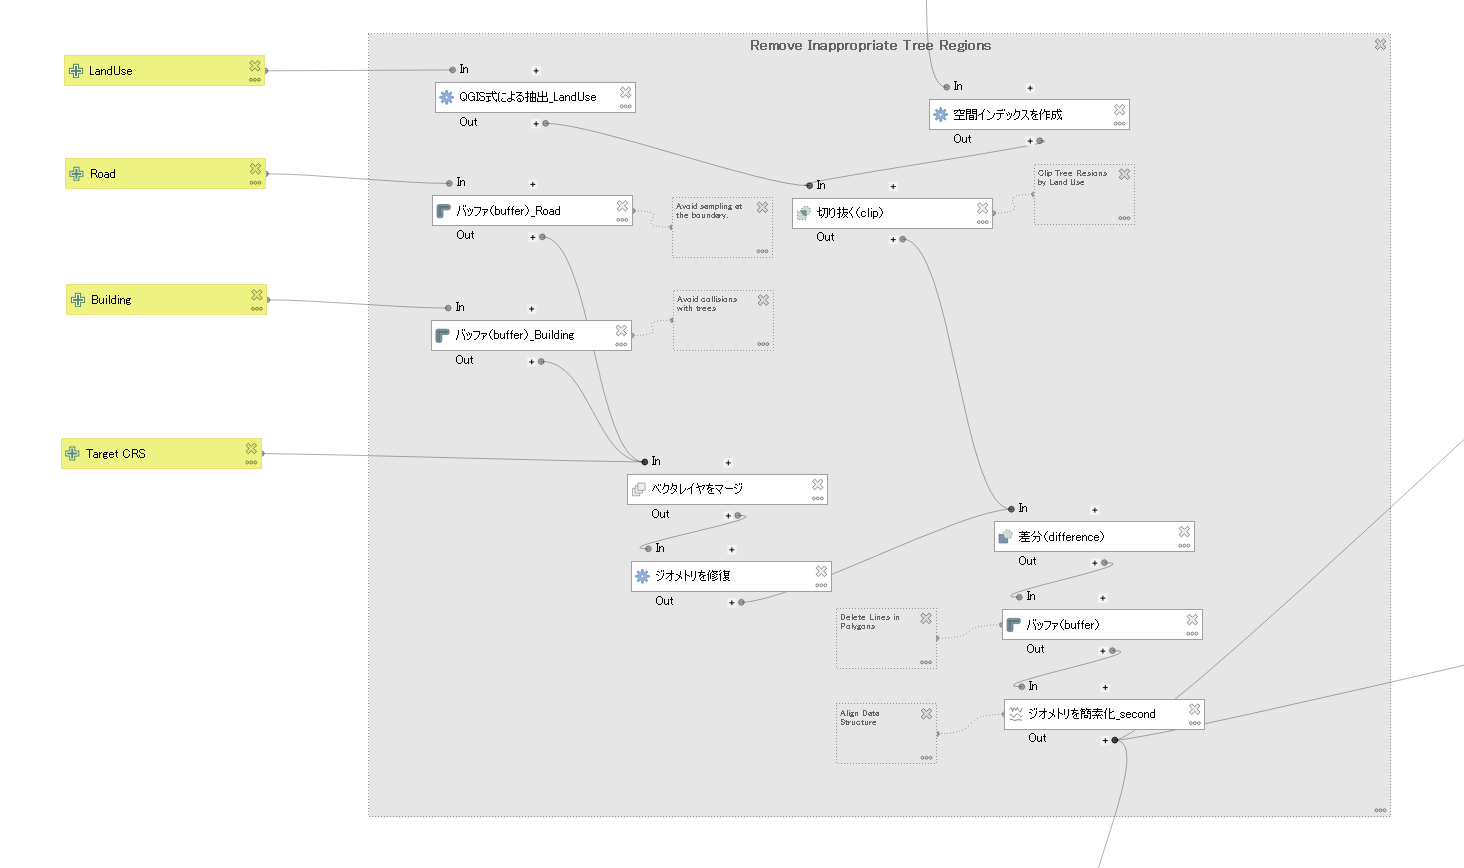 Remove Inappropriate Tree Regions
LandUse
In
QGIS式による抽出_LandUse
Out
In
空間インデックスを作成
Out
Road
In
バッファ(buffer)_Road
Out
Avoid sampling at
the boundary.
In
切り抜く(clip)
Out
Clip Tree Resions
by Land Use
Building
In
バッファ(buffer)_Building
Out
Avoid collisions
with trees
Target CRS
In
ベクタレイヤをマージ
Out
In
ジオメトリを修復
Out
In
差分(difference)
Out
In
バッファ(buffer)
Out
Delete Lines in
Polygons
In
ジオメトリを簡素化_second
Out
Align Data
Structure